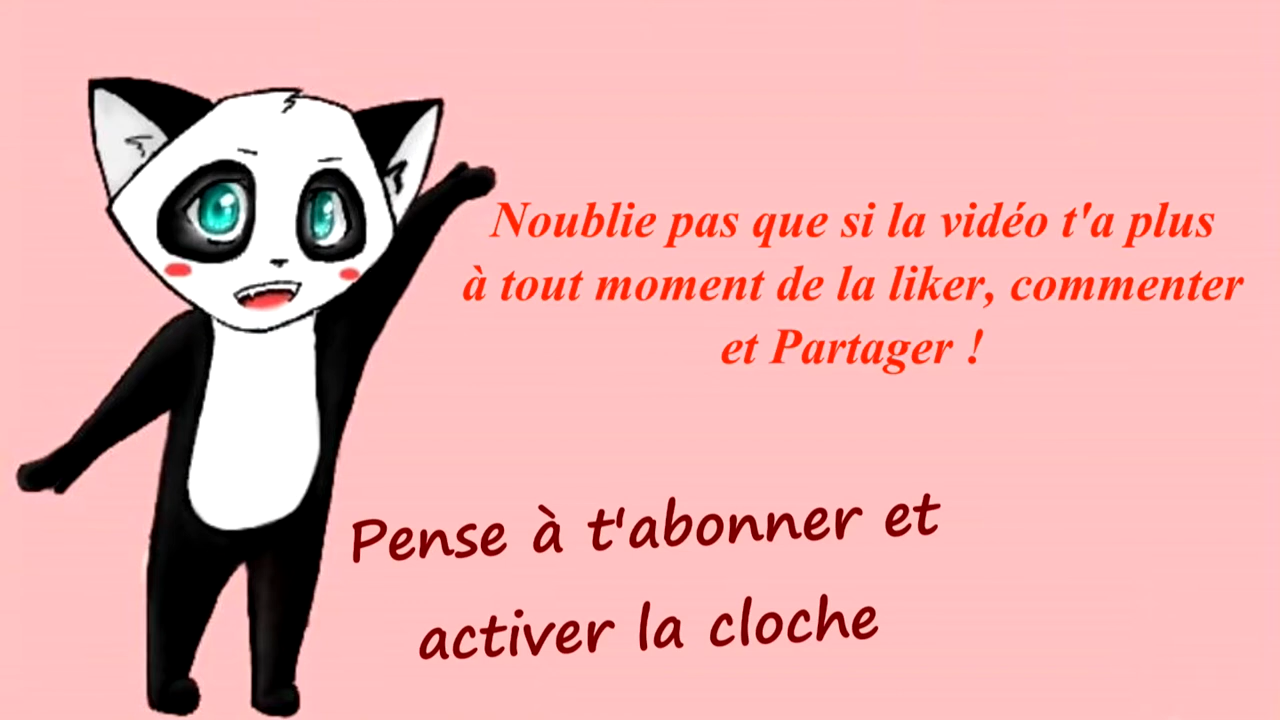 Noublie pas que si la vidéo t'a plus
à tout moment de la liker, commenter
et Partager !
Pense à t'abonner et
activer la cloche